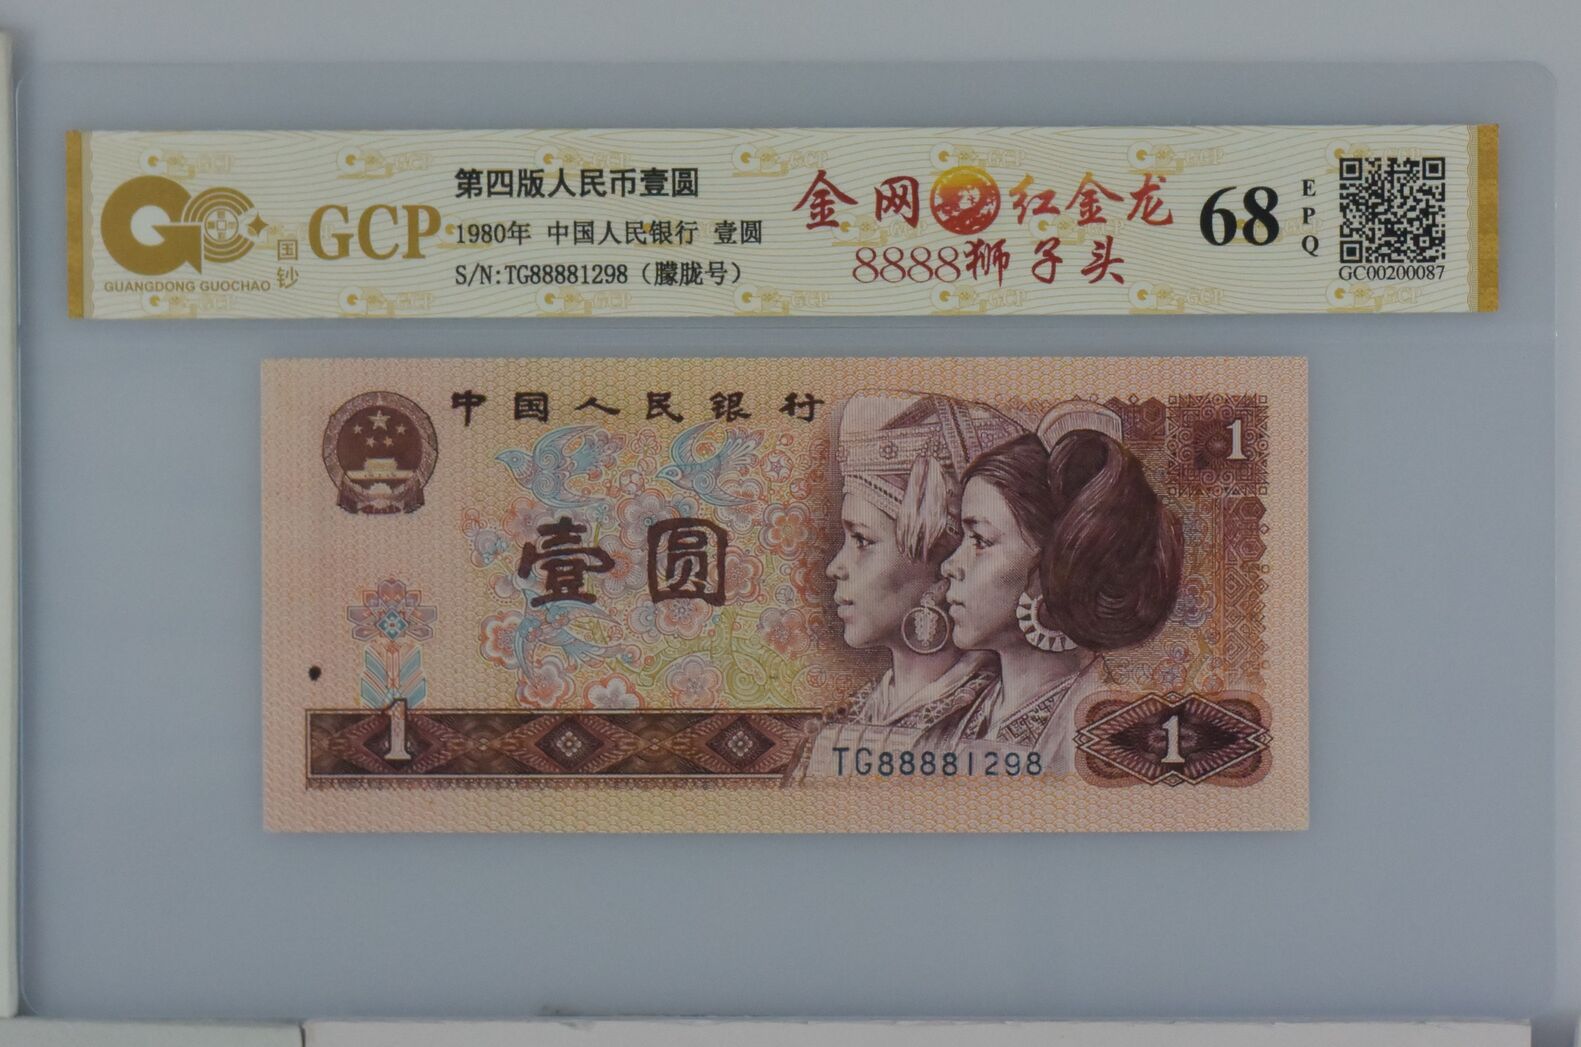 GUANGDONG GUOCHAO
国钞
GCP
第四版人民币壹圆
1980年 中国人民银行 壹圆
S/N:TG88881298（朦胧号）
金网 红金龙
8888狮子头
68
EPQ
GC00200087
中国人民银行
壹圆
1
1
1
TG88881298